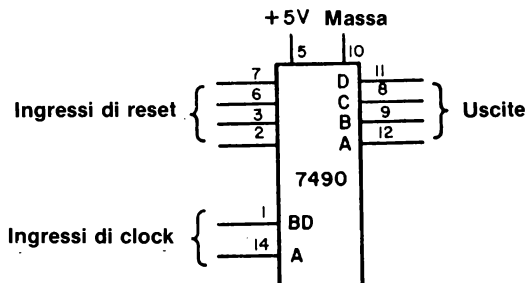 +5V Massa
5 10
7 D 11
Ingressi di reset 6 C 8 Uscite
3 B 9
2 A 12
7490
1 BD
Ingressi di clock
14 A